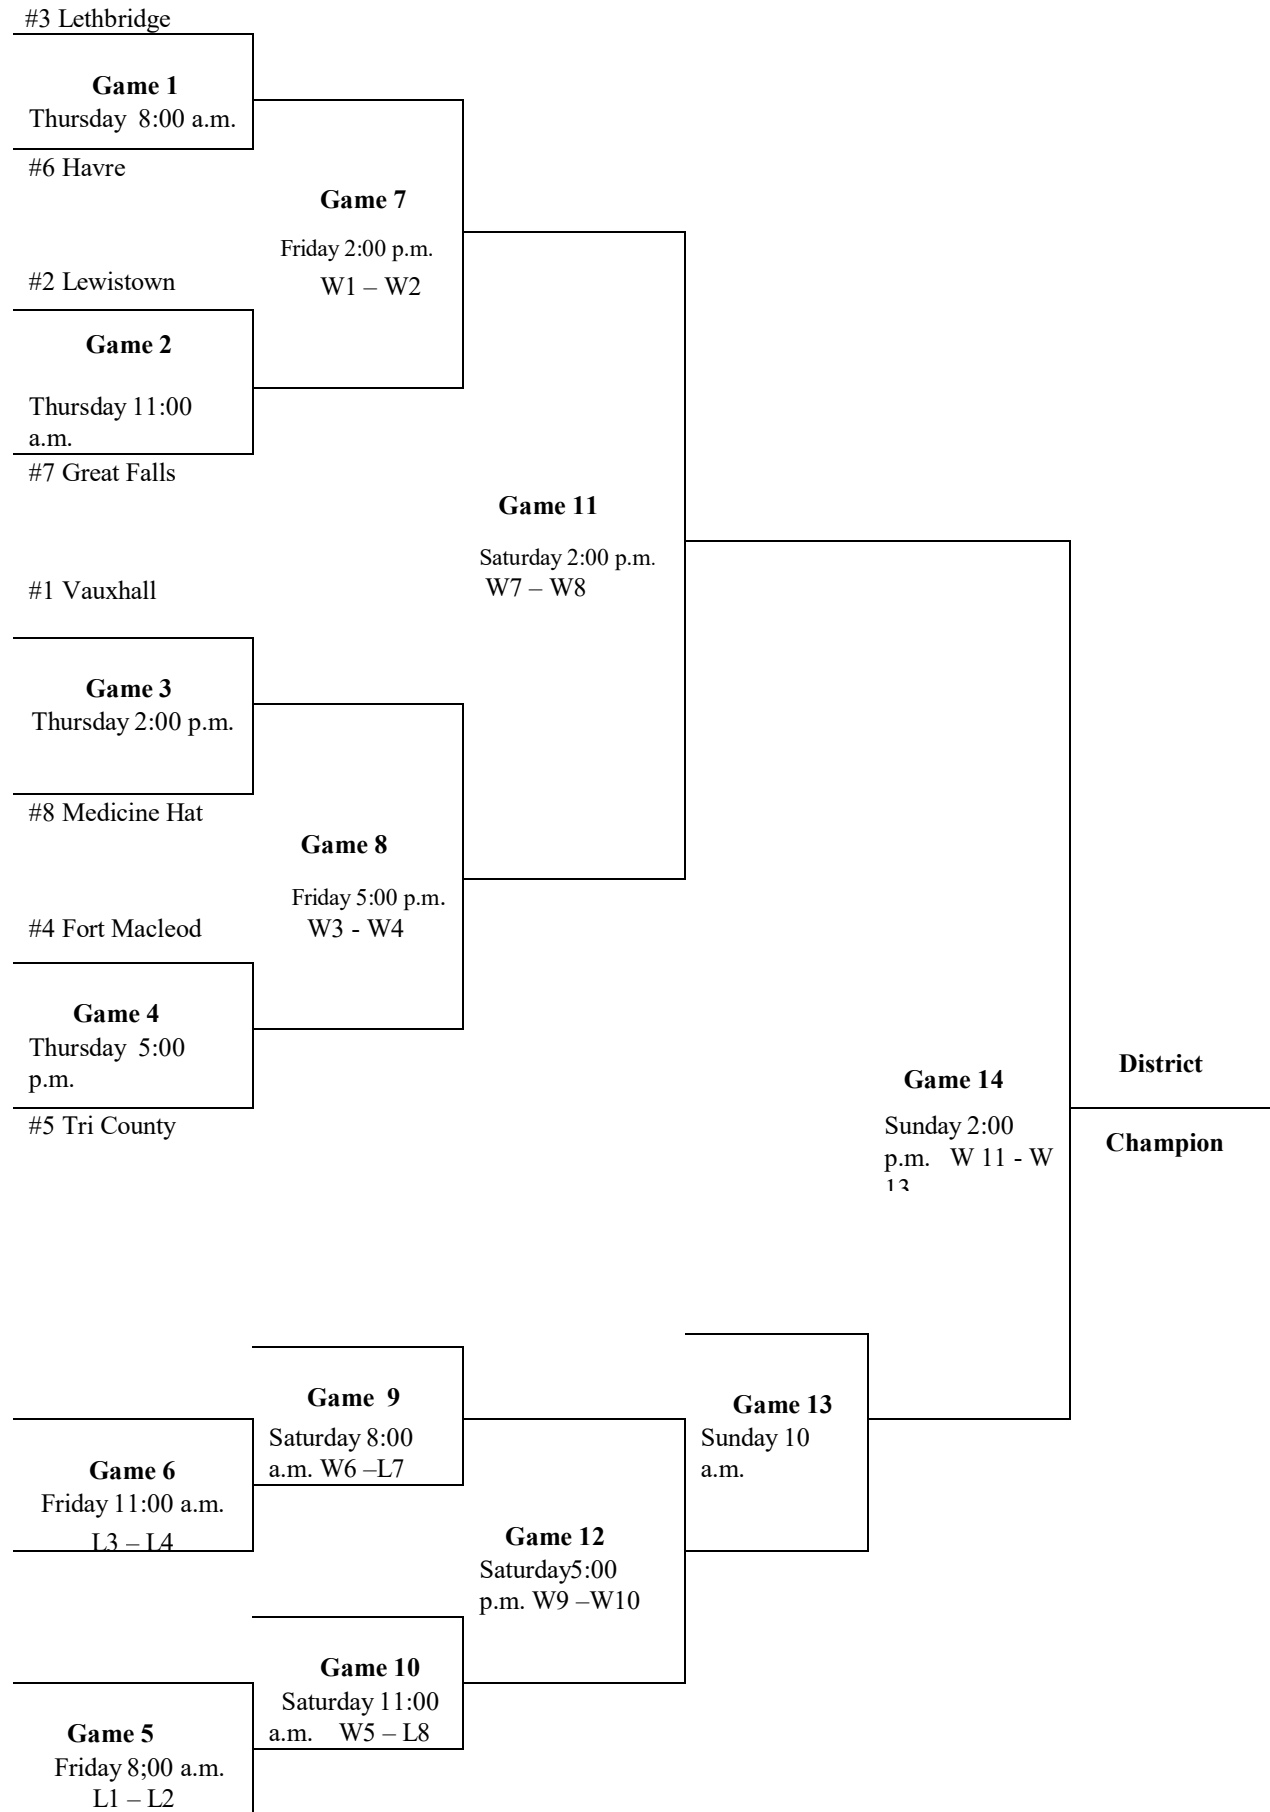 #3 Lethbridge
Game 1
Thursday 8:00 a.m.
#6 Havre
Game 7
Friday 2:00 p.m.
W1 – W2
#2 Lewistown
Game 2
Thursday 11:00
a.m.
#7 Great Falls
Game 11
Saturday 2:00 p.m.
W7 – W8
#1 Vauxhall
Game 3
Thursday 2:00 p.m.
#8 Medicine Hat
Game 8
Friday 5:00 p.m.
W3 - W4
#4 Fort Macleod
Game 4
Thursday 5:00
p.m.
#5 Tri County
Game 14
Sunday 2:00
p.m. W 11 - W
13
District
Champion
Game 9
Saturday 8:00
a.m. W6 –L7
Game 13
Sunday 10
a.m.
Game 6
Friday 11:00 a.m.
L3 – L4
Game 12
Saturday5:00
p.m. W9 –W10
Game 10
Saturday 11:00
a.m. W5 – L8
Game 5
Friday 8;00 a.m.
L1 – L2